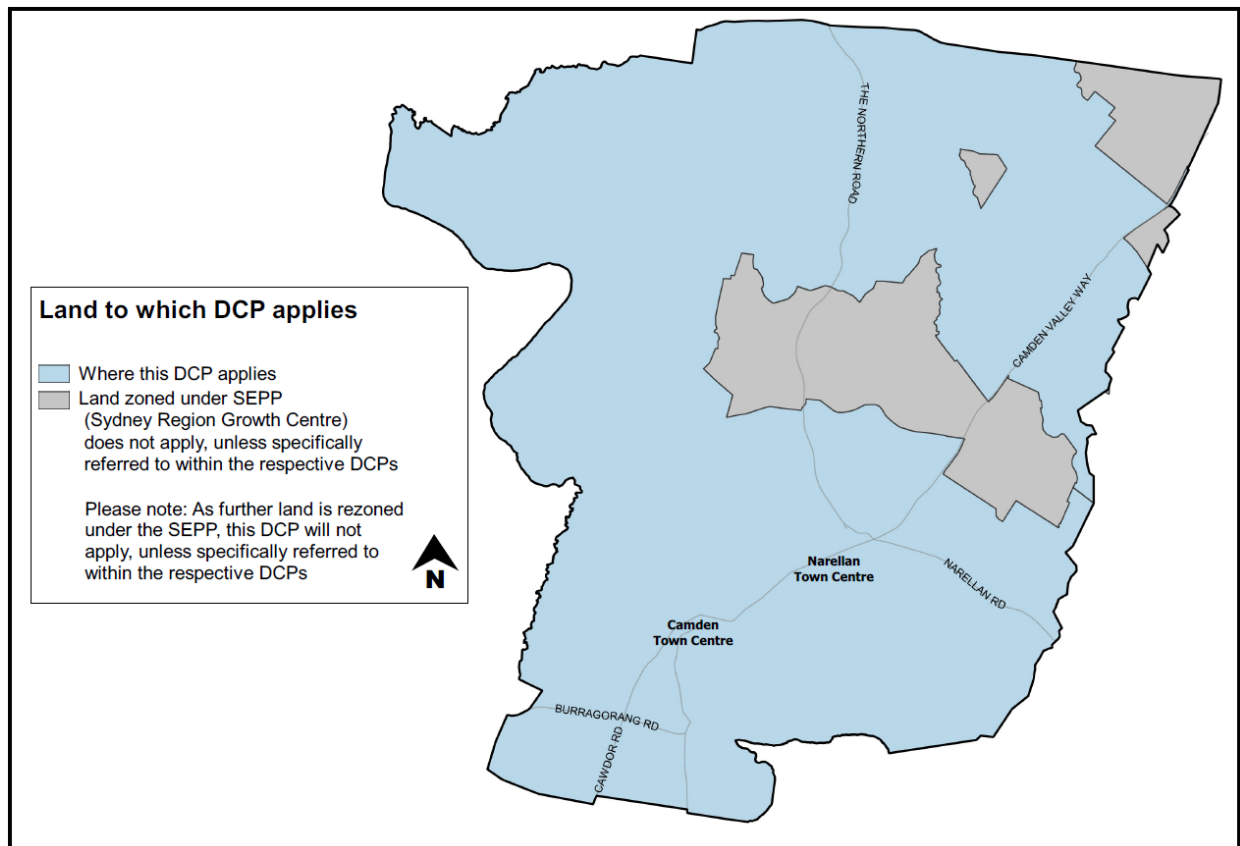 Land to which DCP applies
Where this DCP applies
Land zoned under SEPP
(Sydney Region Growth Centre)
does not apply, unless specifically
referred to within the respective DCPs
Please note: As further land is rezoned
under the SEPP, this DCP will not
apply, unless specifically referred to
within the respective DCPs
N
THE NORTHERN ROAD
CAMDEN VALLEY WAY
Narellan
Town Centre
NARELLAN RD
Camden
Town Centre
BURRAGORANG RD
CAWDOR RD